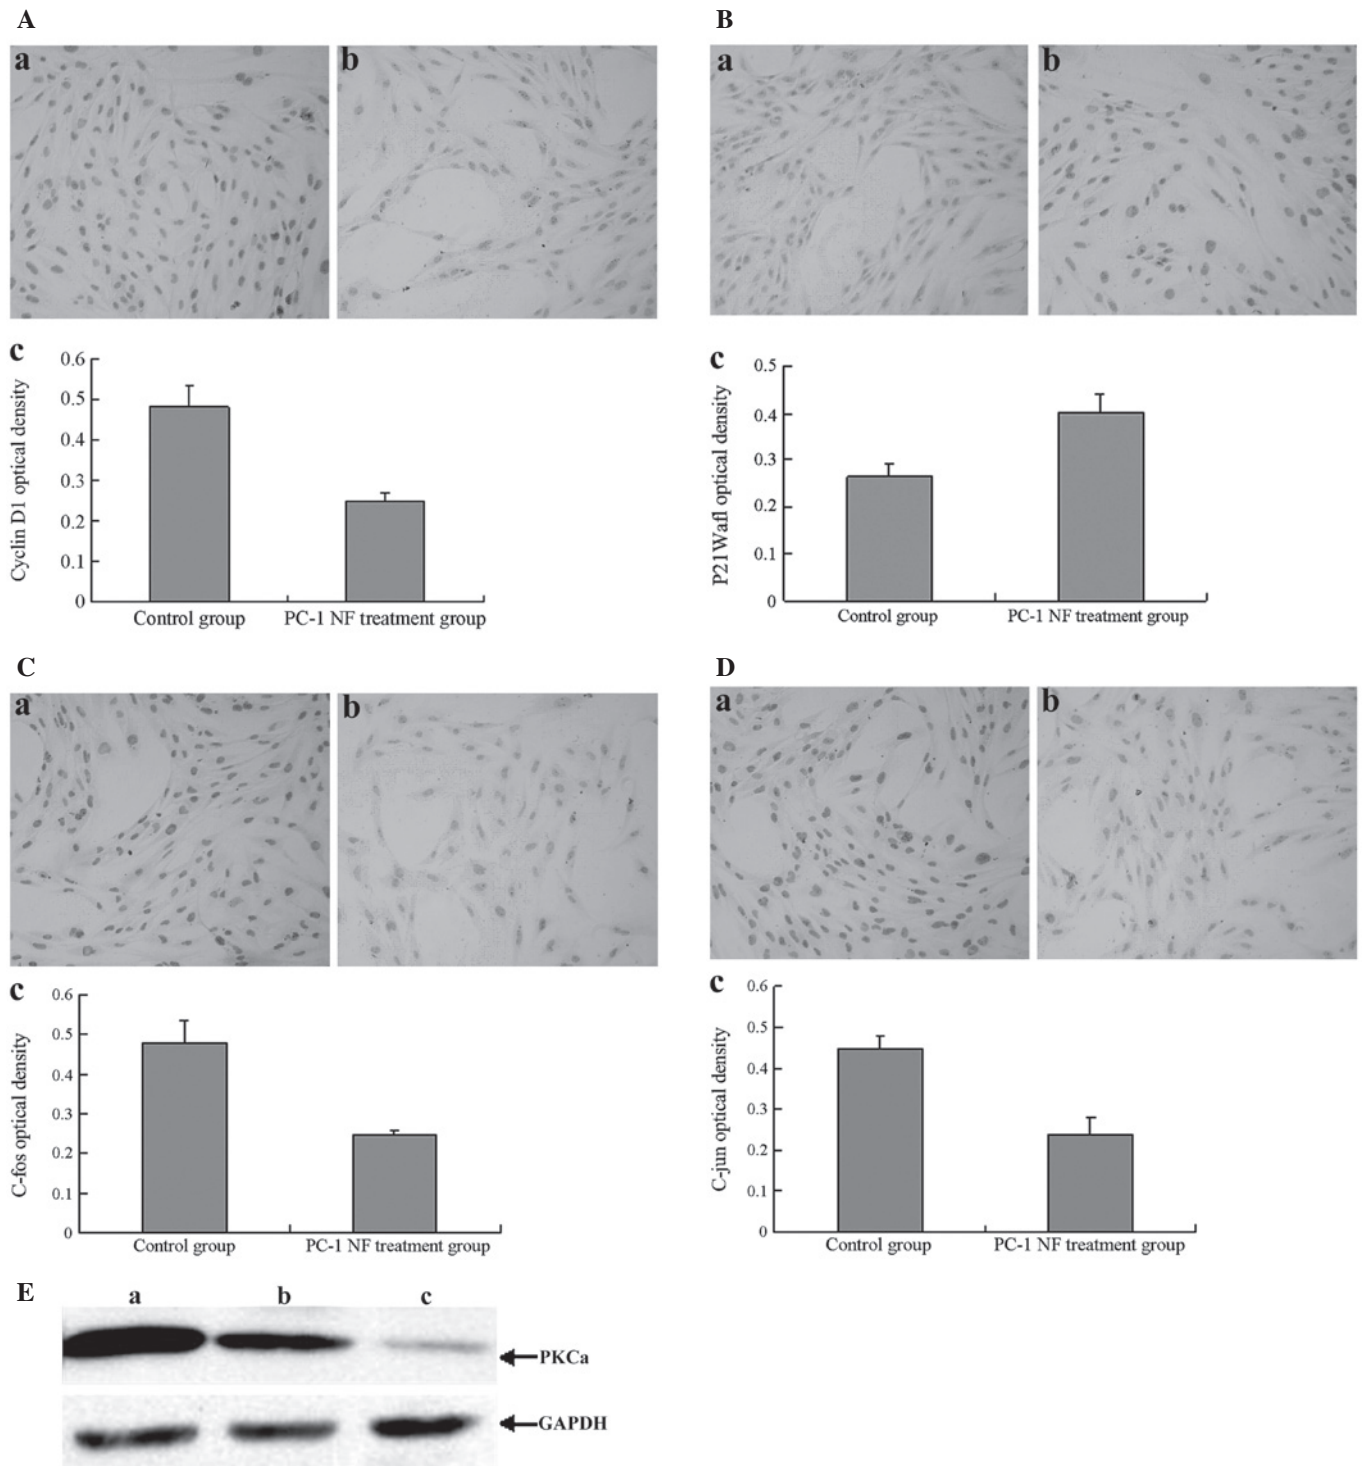 A
B
a
b
a
b
c
0.6
0.5
0.4
0.3
0.2
0.1
0
Cyclin D1 optical density
Control group
PC-1 NF treatment group
c
0.5
0.4
0.3
0.2
0.1
0
P21Wafl optical density
Control group
PC-1 NF treatment group
C
D
a
b
a
b
c
0.6
0.5
0.4
0.3
0.2
0.1
0
C-fos optical density
Control group
PC-1 NF treatment group
c
0.6
0.5
0.4
0.3
0.2
0.1
0
C-jun optical density
Control group
PC-1 NF treatment group
E
a
b
c
PKCa
GAPDH